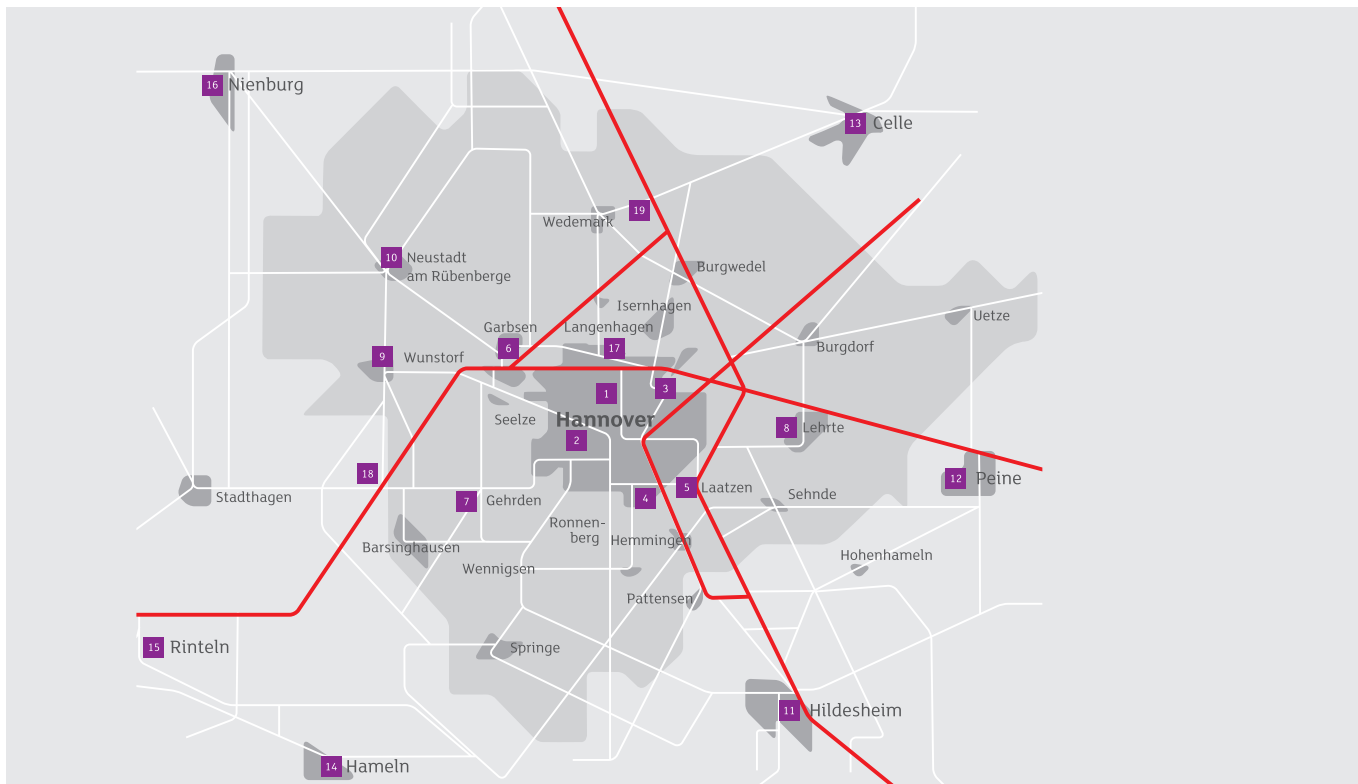 16 Nienburg
13 Celle
19
Wedemark
10 Neustadt
am Rübenberge
Burgwedel
Isernhagen
Uetze
Garbsen
Langenhagen
6
17
Burgdorf
9 Wunstorf
3
1
Seelze
Hannover
8 Lehrte
2
18
12 Peine
5 Laatzen
Stadthagen
7 Gehrden
4
Sehnde
Ronnen-
berg
Hemmingen
Barsinghausen
Hohenhameln
Wennigsen
Pattensen
15 Rinteln
Springe
11 Hildesheim
14 Hameln